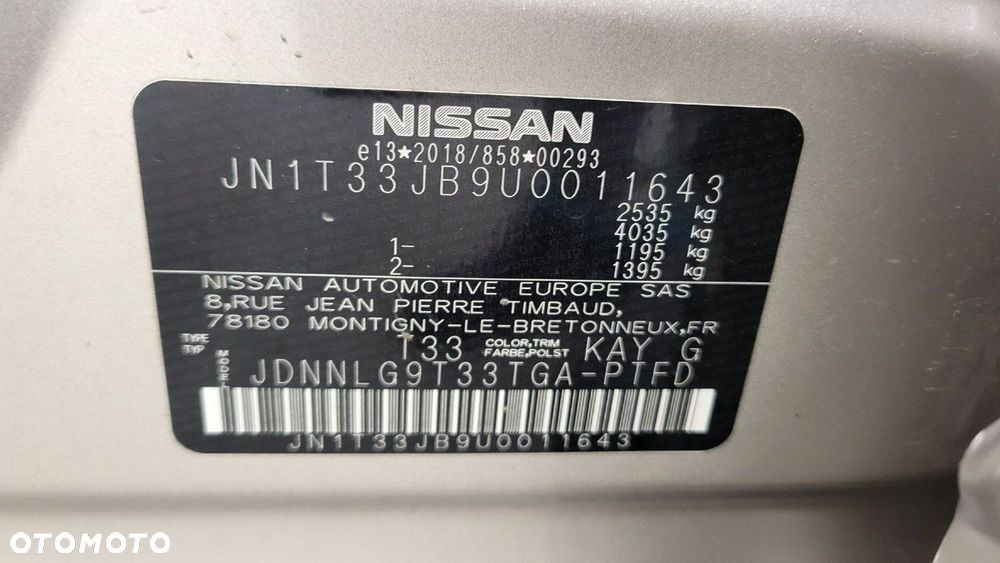 NISSAN
e13★2018/858★00293
JN1T33JB9U0011643
2535 kg
4035 kg
1- 1195 kg
2- 1395 kg
NISSAN AUTOMOTIVE EUROPE SAS
8,RUE JEAN PIERRE TIMBAUD,
78180 MONTIGNY-LE-BRETONNEUX,FR
TYPE TYP T33 COLOR,TRIM FARBE,POLST KAY G
MODEL JDNNLG9T33TGA-PTFD
JN1T33JB9U0011643
OTOMOTO